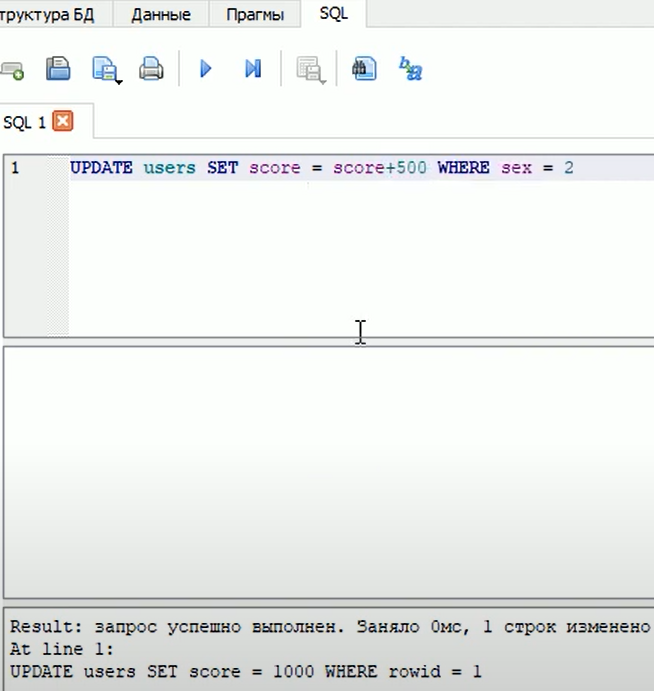 труктура БД Данные Прагмы SQL
SQL 1
1 UPDATE users SET score = score+500 WHERE sex = 2
Result: запрос успешно выполнен. Заняло 0мс, 1 строк изменено
At line 1:
UPDATE users SET score = 1000 WHERE rowid = 1